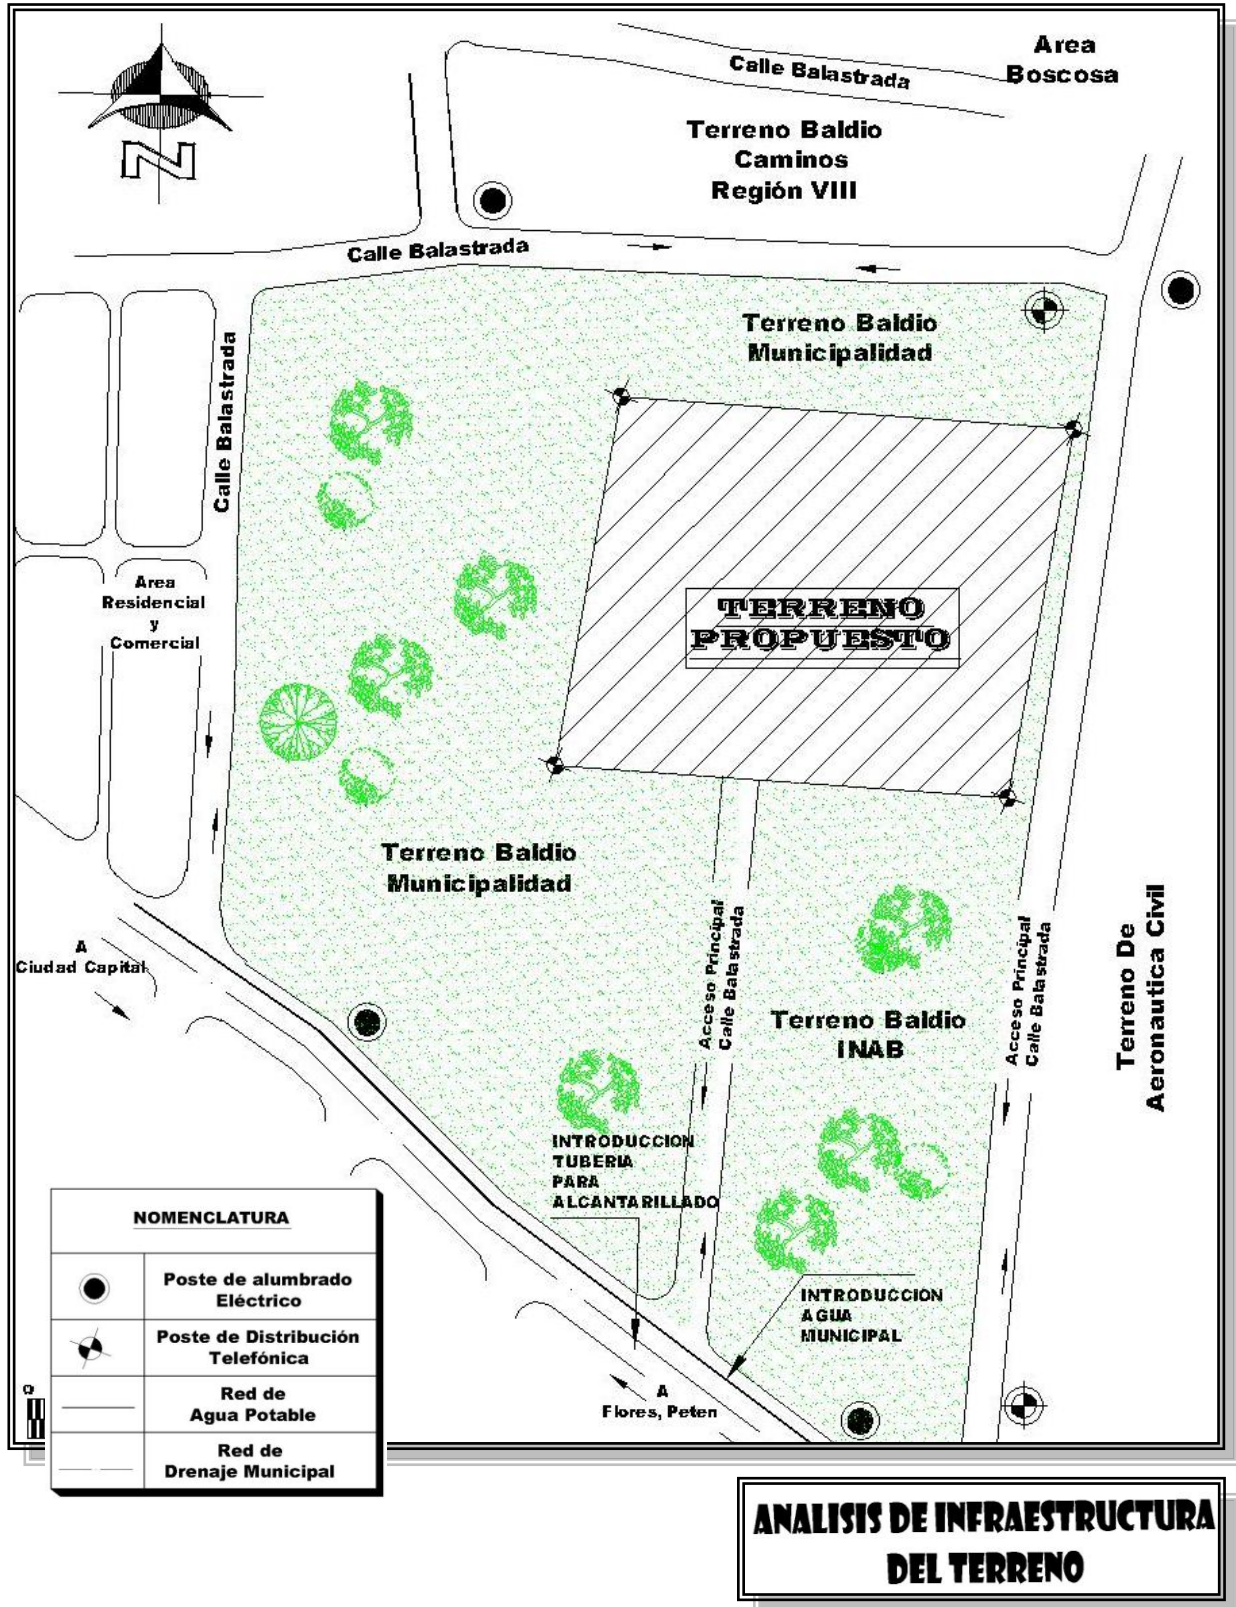 Area
Boscosa
Calle Balastrada
Terreno Baldio
Caminos
Región VIII
N
Calle Balastrada
Terreno Baldio
Municipalidad
Calle Balastrada
TERRENO
PROPUESTO
Area
Residencial
y
Comercial
Terreno Baldio
Municipalidad
A
Ciudad Capital
Acceso Principal
Calle Balastrada
Terreno Baldio
INAB
Acceso Principal
Calle Balastrada
Terreno De
Aeronautica Civil
INTRODUCCION
TUBERIA
PARA
ALCANTARILLADO
INTRODUCCION
AGUA
MUNICIPAL
A
Flores, Peten
NOMENCLATURA
Poste de alumbrado
Eléctrico
Poste de Distribución
Telefónica
Red de
Agua Potable
Red de
Drenaje Municipal
ANALISIS DE INFRAESTRUCTURA
DEL TERRENO